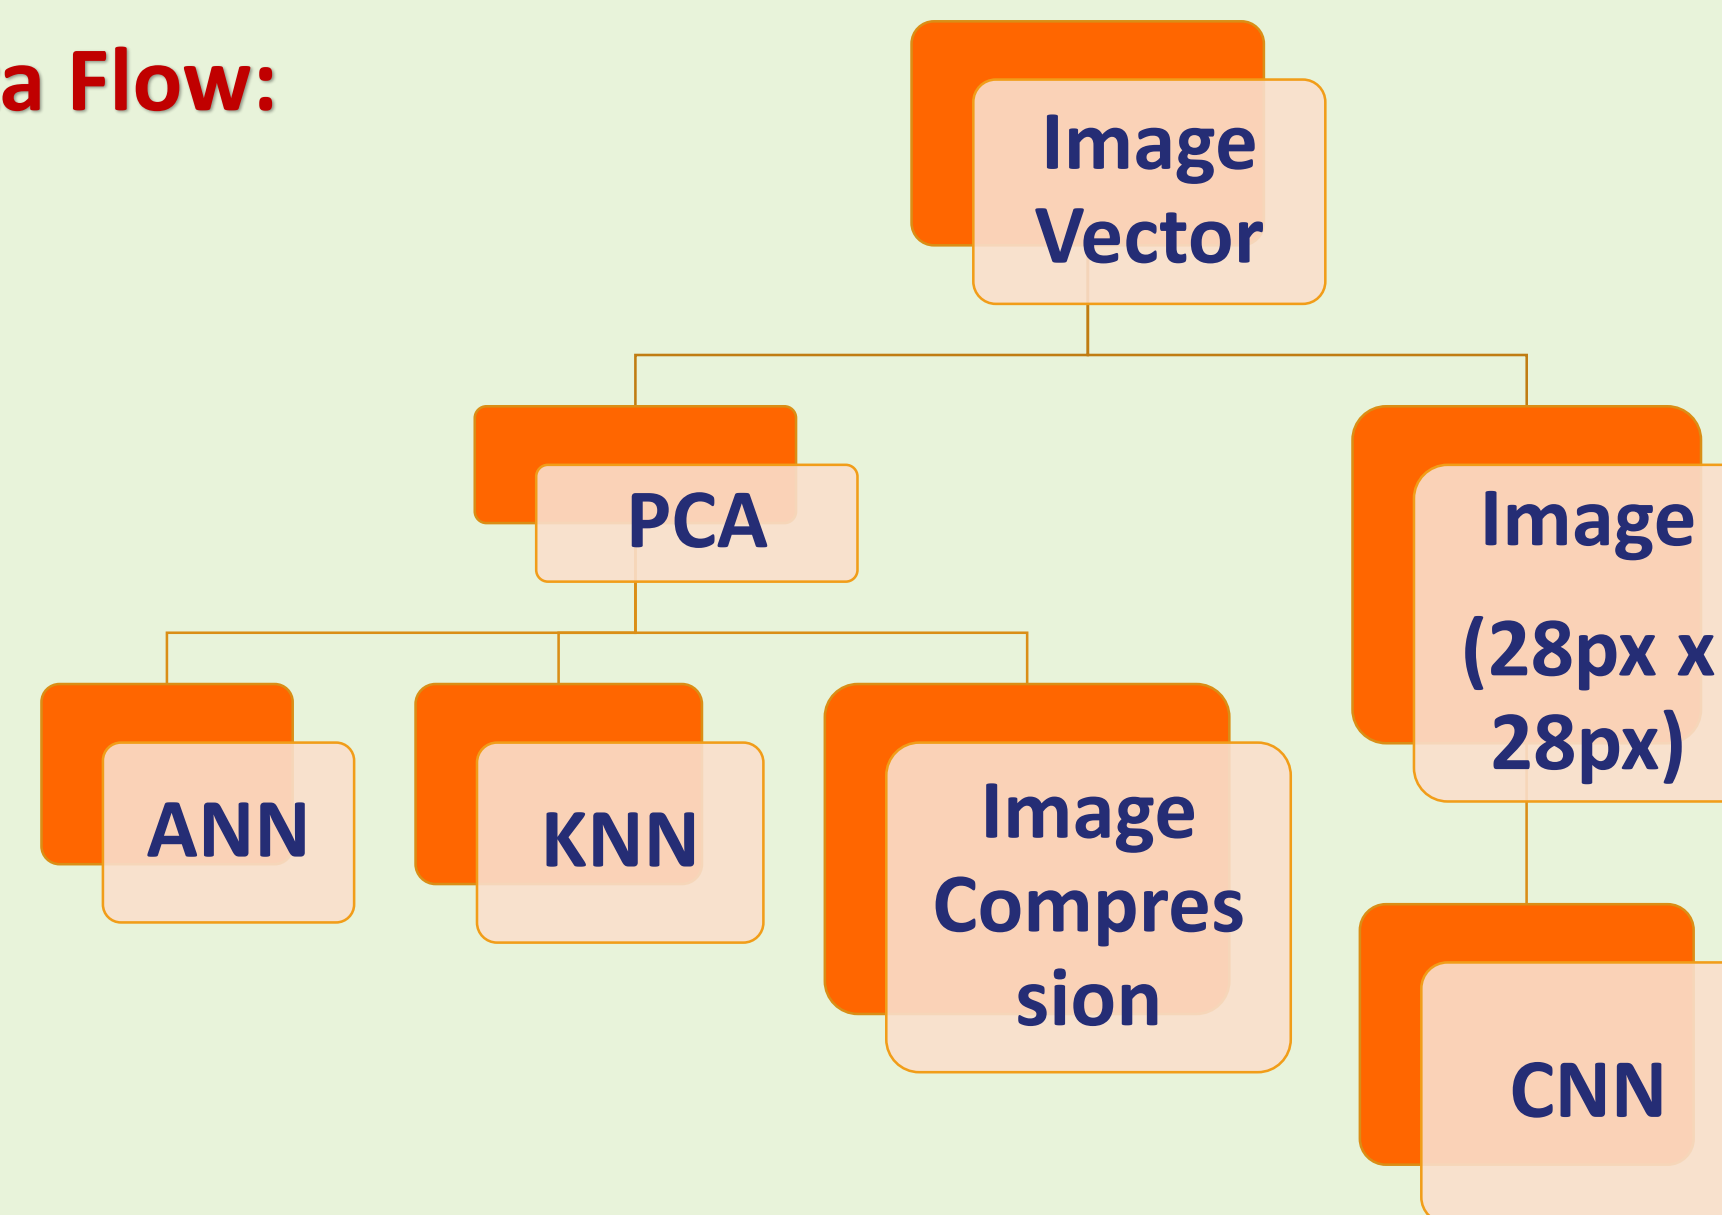 a Flow:
Image
Vector
PCA
Image
(28px x
28px)
ANN
KNN
Image
Compres
sion
CNN